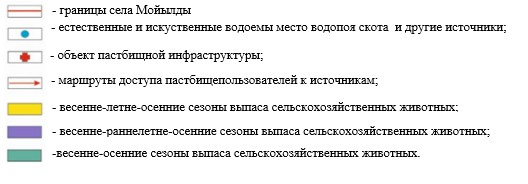 - границы села Мойылды
- естественные и искуственные водоемы место водопоя скота и другие источники;
- объект пастбищной инфраструктуры;
- маршруты доступа пастбищепользователей к источникам;
- весенне-летне-осенние сезоны выпаса сельскохозяйственных животных;
- весенне-раннелетне-осенние сезоны выпаса сельскохозяйственных животных;
-весенне-осенние сезоны выпаса сельскохозяйственных животных.